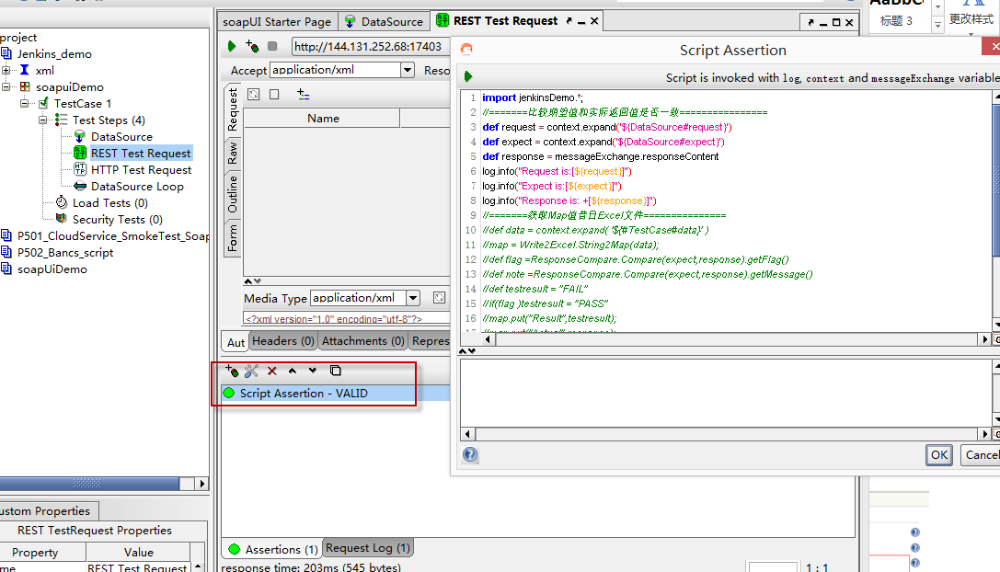 soapUI Starter Page
DataSource
REST Test Request
标题 3
更改样式
project
Jenkins_demo
xml
soapuiDemo
TestCase 1
Test Steps (4)
DataSource
REST Test Request
HTTP Test Request
DataSource Loop
Load Tests (0)
Security Tests (0)
P501_CloudService_SmokeTest_Soap
P502_Bancs_script
soapUiDemo
http://144.131.252.68:17403
Accept application/xml Reso
Request
Raw
Outline
Form
Name
Media Type application/xml
<?xml version="1.0" encoding="utf-8"?>
Aut
Headers (0)
Attachments (0)
Repres
Script Assertion - VALID
Script Assertion
Script is invoked with log, context and messageExchange variable
1 import jenkinsDemo.*;
2 //=======比较期望值和实际返回值是否一致===============
3 def request = context.expand('${DataSource#request}')
4 def expect = context.expand('${DataSource#expect}')
5 def response = messageExchange.responseContent
6 log.info("Request is:[${request}]")
7 log.info("Expect is:[${expect}]")
8 log.info("Response is: +[${response}]")
9 //=======获取Map值昔日Excel文件==============
10 //def data = context.expand( '${#TestCase#data}' )
11 //map = Write2Excel.String2Map(data);
12 //def flag =ResponseCompare.Compare(expect,response).getFlag()
13 //def note =ResponseCompare.Compare(expect,response).getMessage()
14 //def testresult = "FAIL"
15 //if(flag )testresult = "PASS"
16 //map.put("Result",testresult);
OK
Cancel
ustom Properties
REST TestRequest Properties
Property
Value
me
REST Test Request
Assertions (1)
Request Log (1)
response time: 203ms (545 bytes)
1 : 1